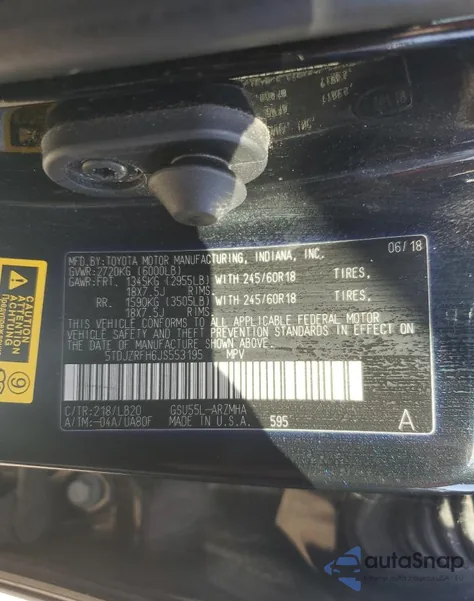 MFD.BY: TOYOTA MOTOR MANUFACTURING, INDIANA, INC. 06/18
GVWR: 2720KG (6000LB)
GAWR: FRT. 1345KG (2955LB) WITH 245/60R18 TIRES,
18X7.5J RIMS
RR. 1590KG (3505LB) WITH 245/60R18 TIRES,
18X7.5J RIMS
THIS VEHICLE CONFORMS TO ALL APPLICABLE FEDERAL MOTOR
VEHICLE SAFETY AND THEFT PREVENTION STANDARDS IN EFFECT ON
THE DATE OF MANUFACTURE SHOWN ABOVE.
5TDJZRFH6JS553195 MPV
C/TR: 218/LB20 GSU55L-ARZMHA
A/TM: -04A/UA80F MADE IN U.S.A. 595 A
ATTENTION
ACHTUNG
autaSnap